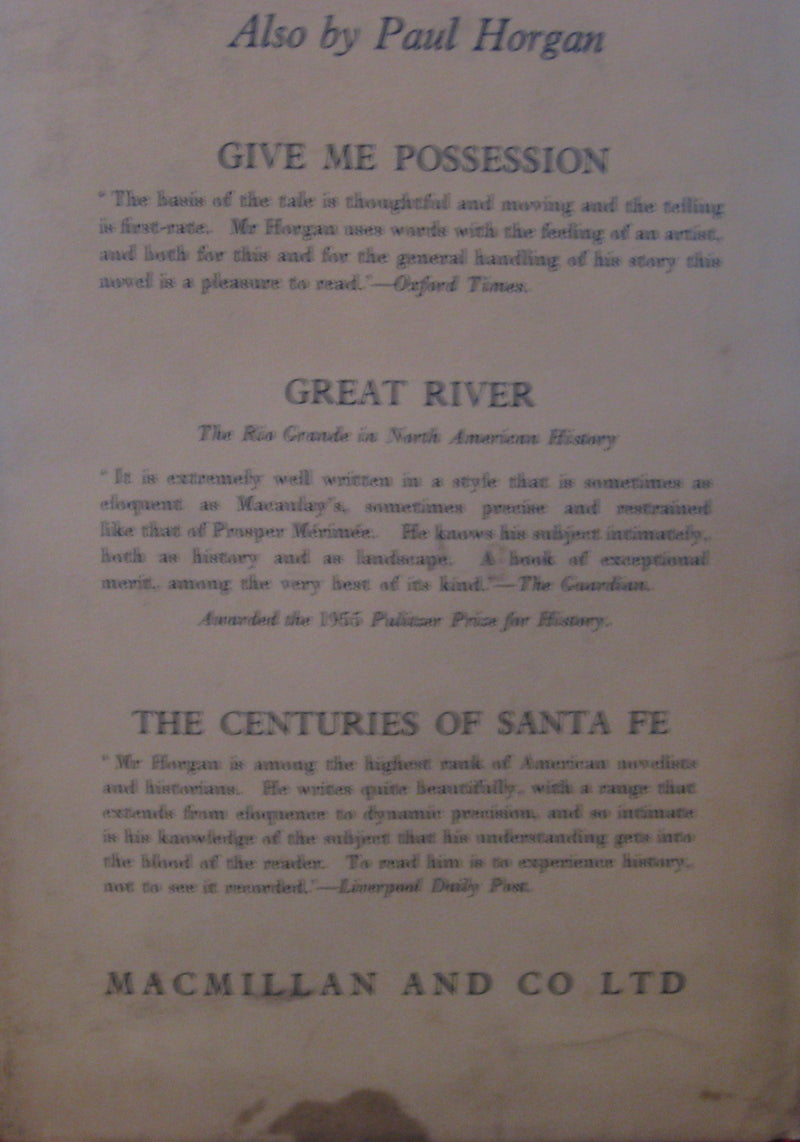 Also by Paul Horgan
GIVE ME POSSESSION
" The basis of the tale is thoughtful and moving and the telling
is first-rate. Mr Horgan uses words with the feeling of an artist,
and both for this and for the general handling of his story this
novel is a pleasure to read."—Oxford Times.
GREAT RIVER
The Rio Grande in North American History
" It is extremely well written in a style that is sometimes as
eloquent as Macaulay's, sometimes precise and restrained
like that of Prosper Mérimée. He knows his subject intimately,
both as history and as landscape. A book of exceptional
merit, among the very best of its kind."—The Guardian.
Awarded the 1955 Pulitzer Prize for History.
THE CENTURIES OF SANTA FE
" Mr Horgan is among the highest rank of American novelists
and historians. He writes quite beautifully, with a range that
extends from eloquence to dynamic precision, and so intimate
is his knowledge of the subject that his understanding gets into
the blood of the reader. To read him is to experience history,
not to see it recorded."—Liverpool Daily Post.
MACMILLAN AND CO LTD